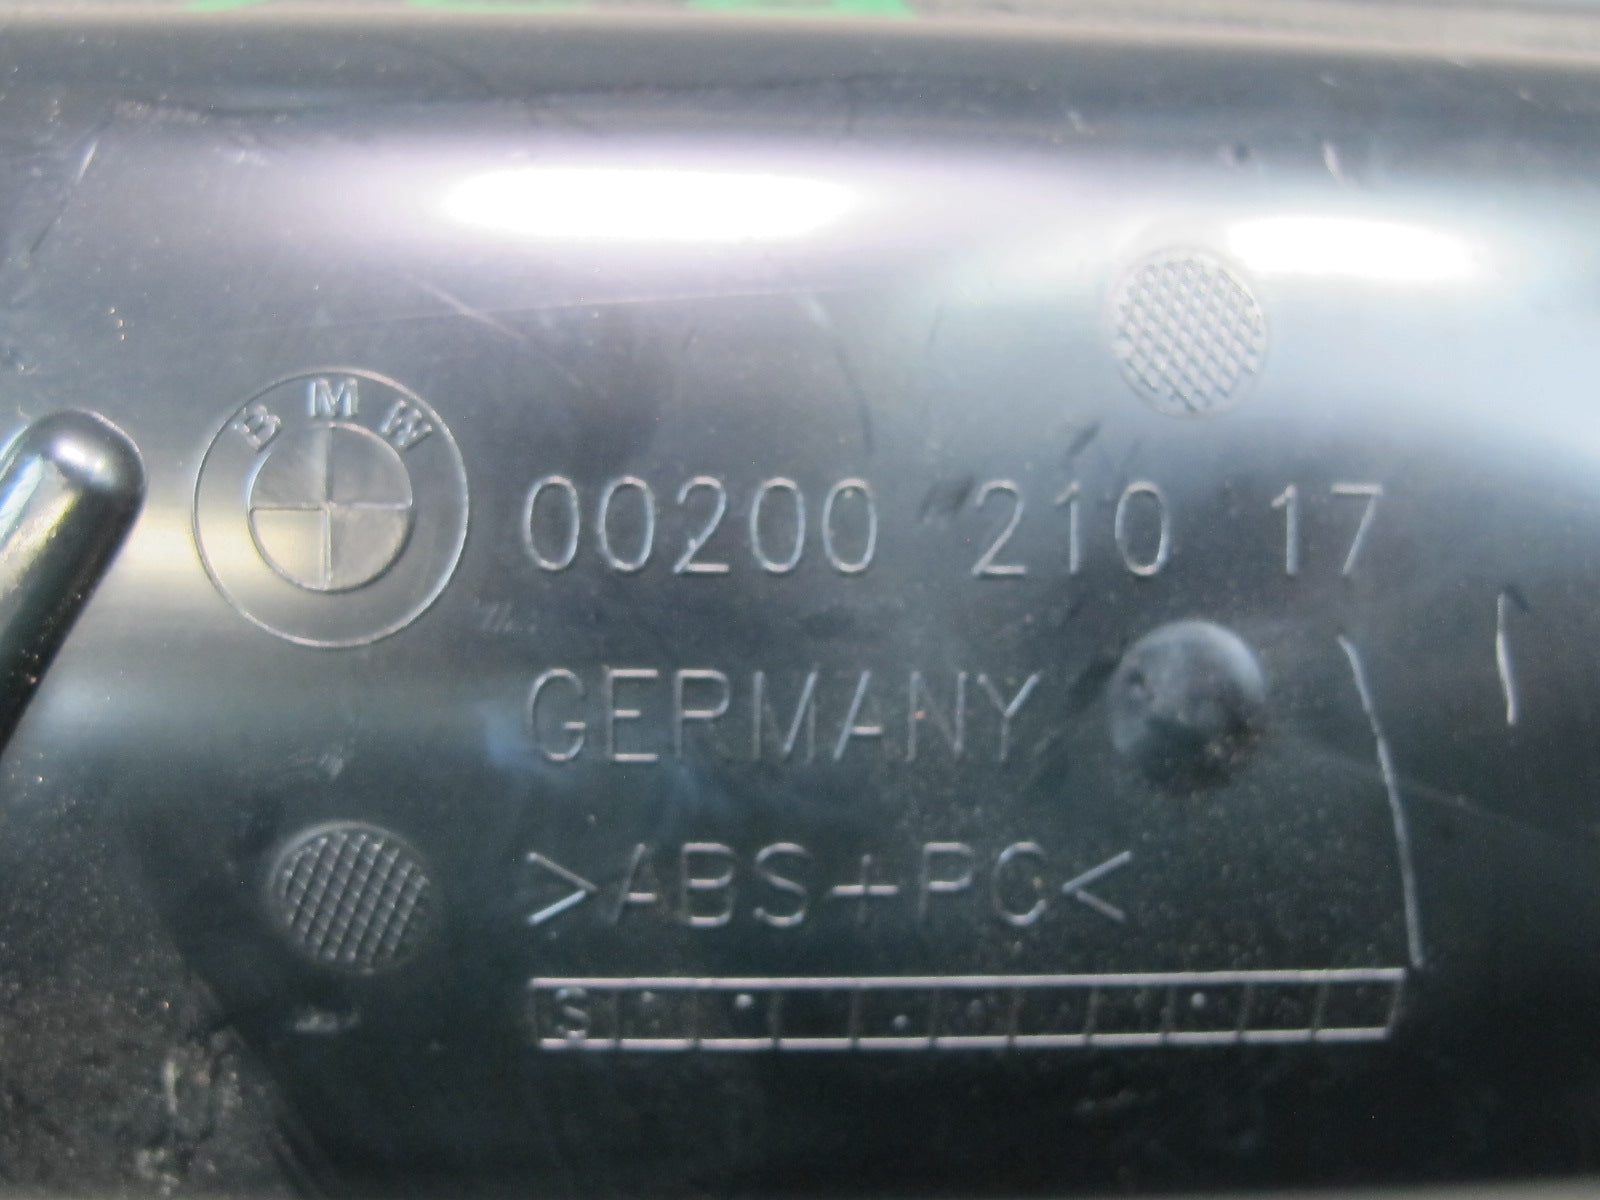 BMW
00200 210 17
GERMANY
>ABS+PC<
S